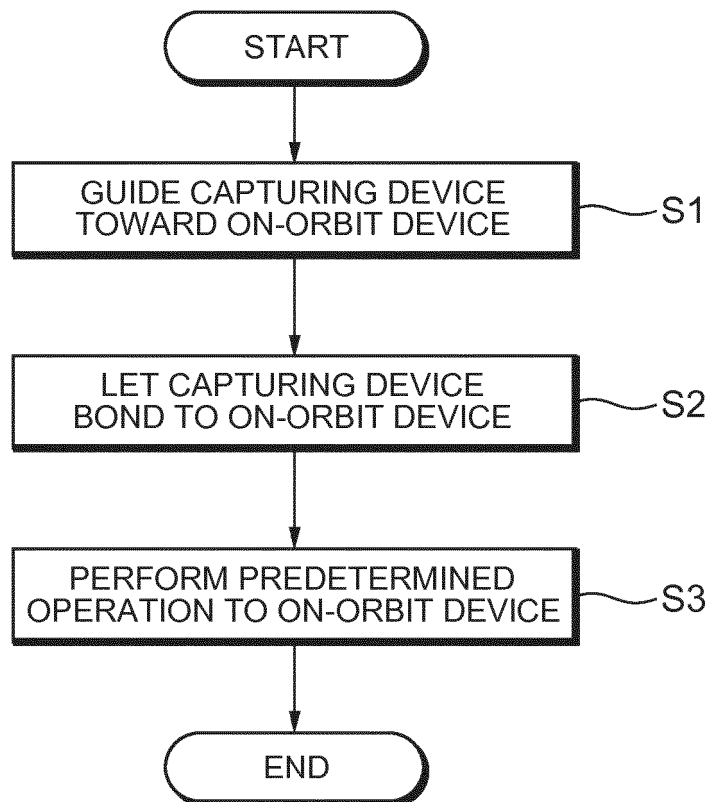 START
GUIDE CAPTURING DEVICE
TOWARD ON-ORBIT DEVICE
S1
LET CAPTURING DEVICE
BOND TO ON-ORBIT DEVICE
S2
PERFORM PREDETERMINED
OPERATION TO ON-ORBIT DEVICE
S3
END